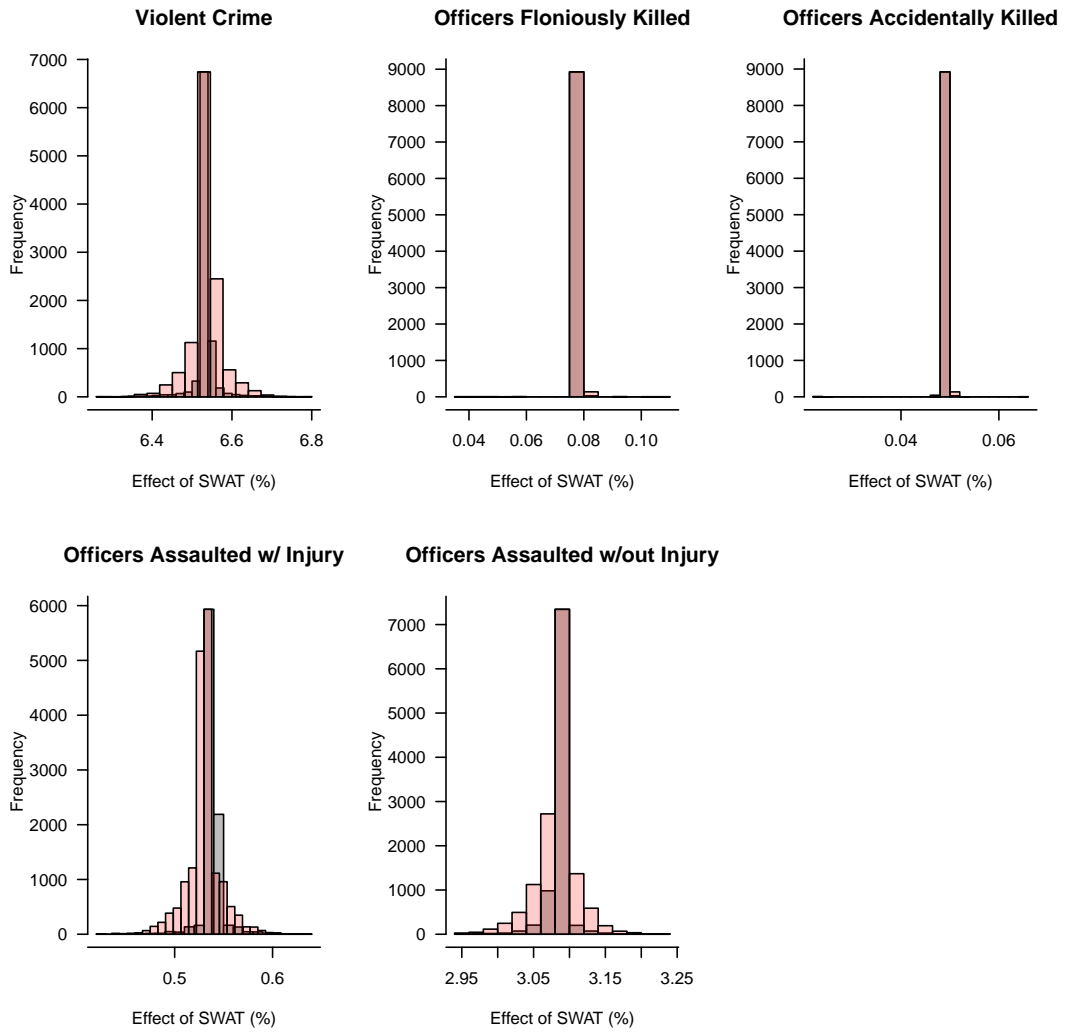 Violent Crime
Officers Floniously Killed
Officers Accidentally Killed
7000
6000
5000
4000
3000
2000
1000
0
Frequency
6.4 6.6 6.8
Effect of SWAT (%)
9000
8000
7000
6000
5000
4000
3000
2000
1000
0
Frequency
0.04 0.06 0.08 0.10
Effect of SWAT (%)
9000
8000
7000
6000
5000
4000
3000
2000
1000
0
Frequency
0.04 0.06
Effect of SWAT (%)
Officers Assaulted w/ Injury
Officers Assaulted w/out Injury
6000
5000
4000
3000
2000
1000
0
Frequency
0.5 0.6
Effect of SWAT (%)
7000
6000
5000
4000
3000
2000
1000
0
Frequency
2.95 3.05 3.15 3.25
Effect of SWAT (%)